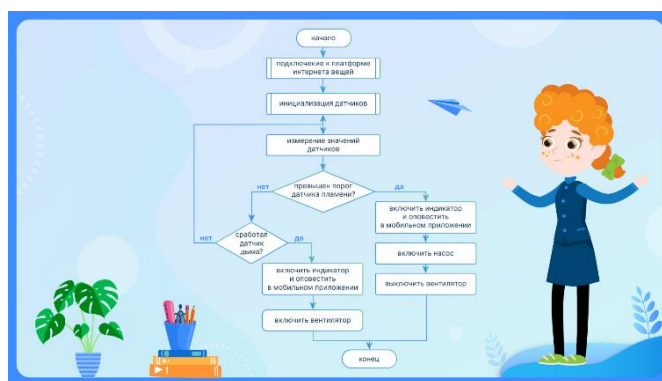 начало
подключение к платформе
интернета вещей
инициализация датчиков
измерение значений
датчиков
превышен порог
датчика пламени?
нет
да
включить индикатор
и оповестить
в мобильном приложении
включить насос
выключить вентилятор
сработал
датчик
дыма?
нет
да
включить индикатор
и оповестить
в мобильном приложении
включить вентилятор
конец